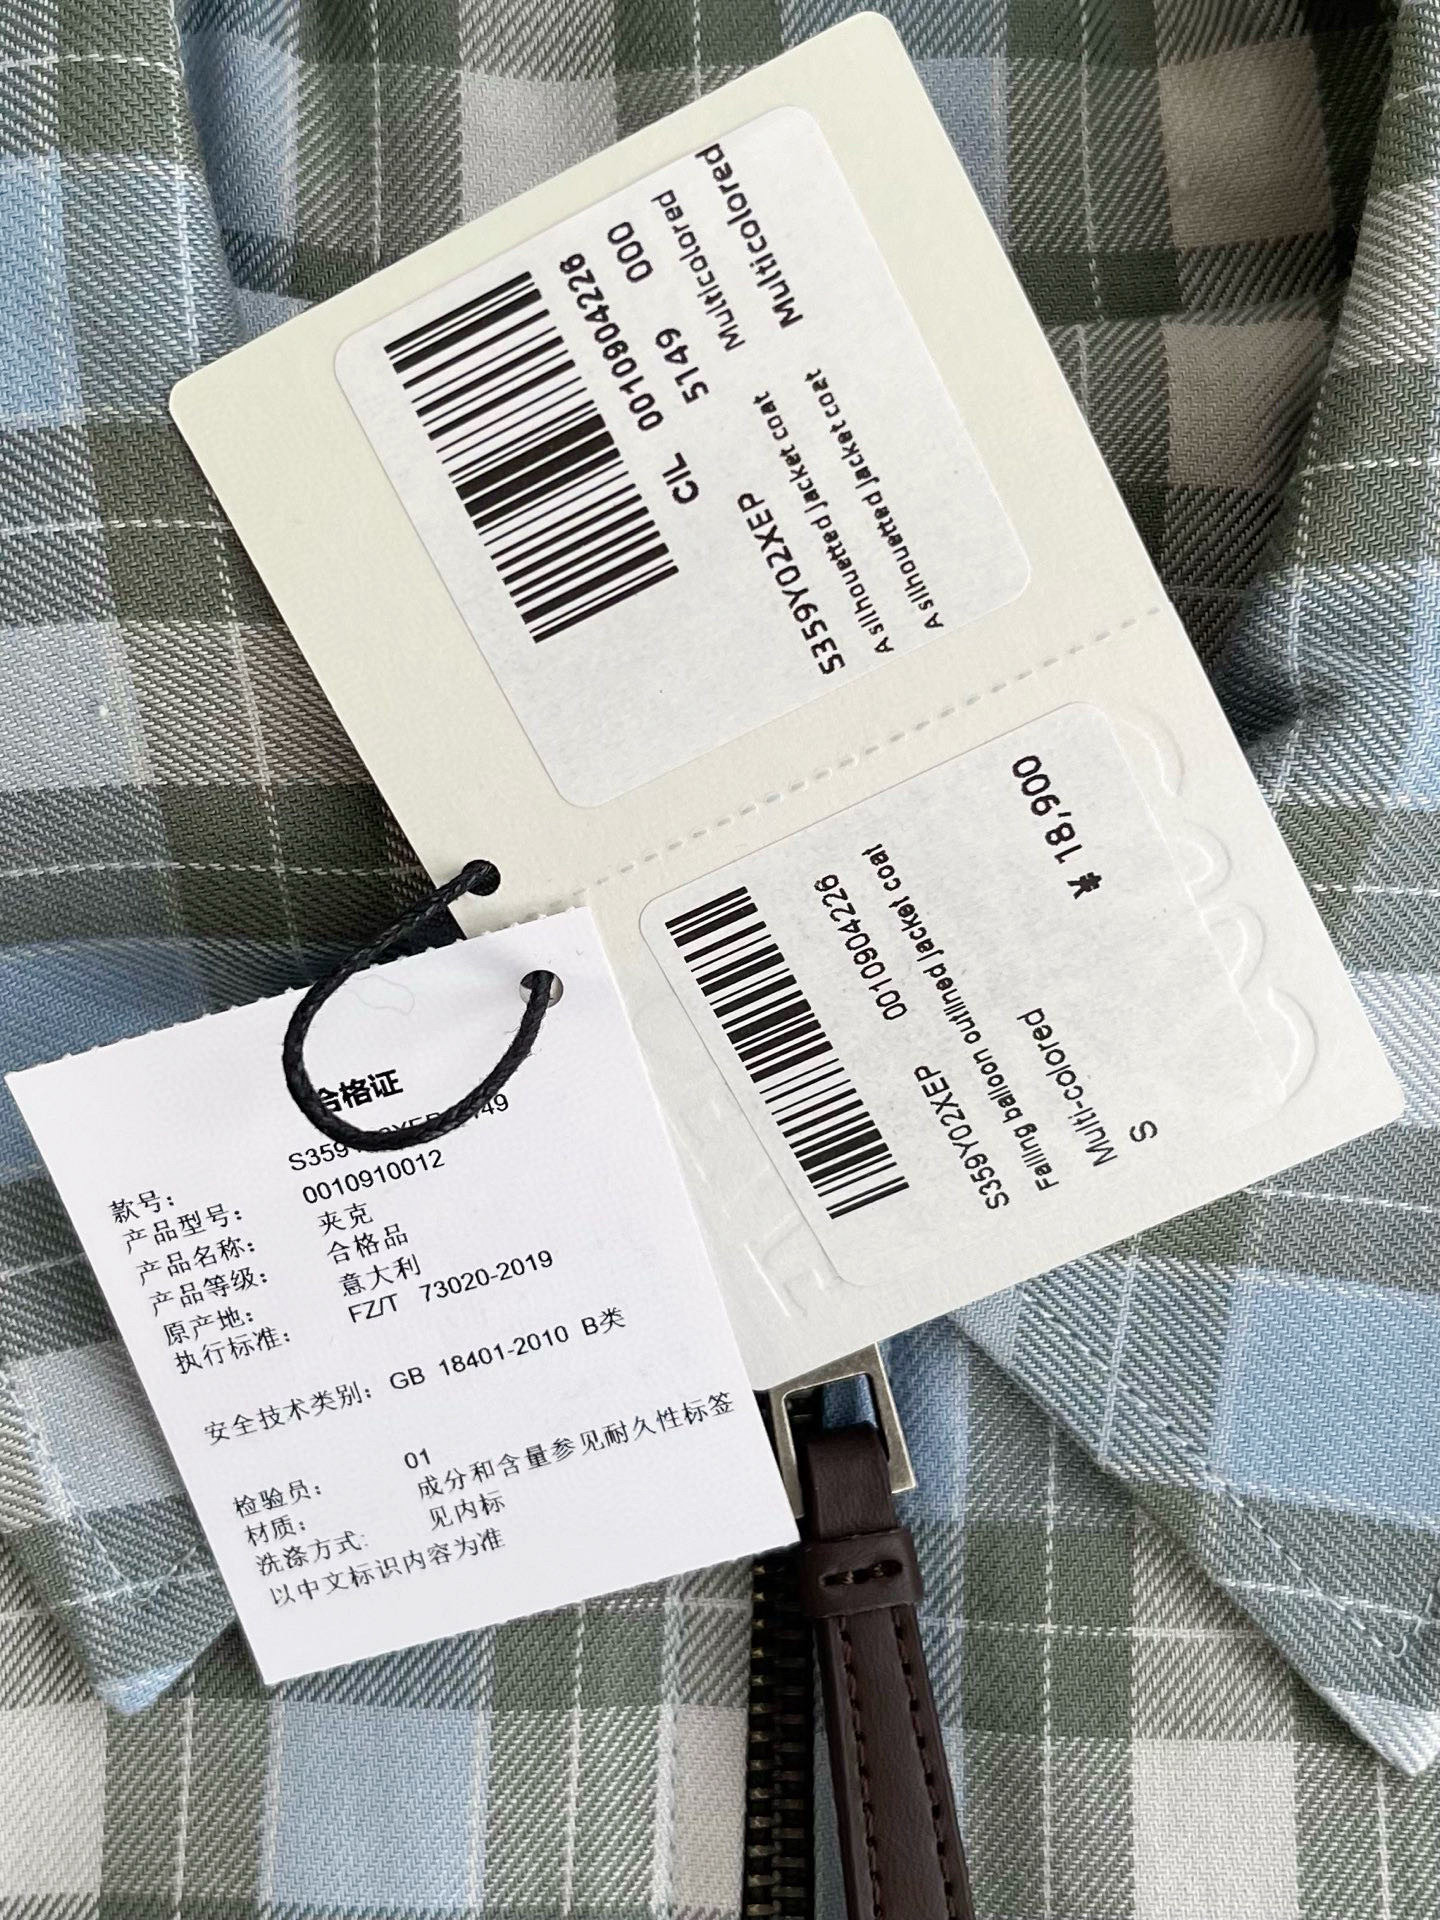 CIL 0010904226
5149 000
S359Y02XEP Multicolored
A silhouetted jacket coat Multicolored
A silhouetted jacket coat
S359Y02XEP 0010904226
Falling balloon outlined jacket coat
Multi-colored
S ¥ 18,900
合格证
款号： S359
产品型号： 0010910012
产品名称： 夹克
产品等级： 合格品
原产地： 意大利
执行标准： FZ/T 73020-2019
安全技术类别： GB 18401-2010 B类
检验员： 01
材质： 成分和含量参见耐久性标签
洗涤方式: 见内标
以中文标识内容为准